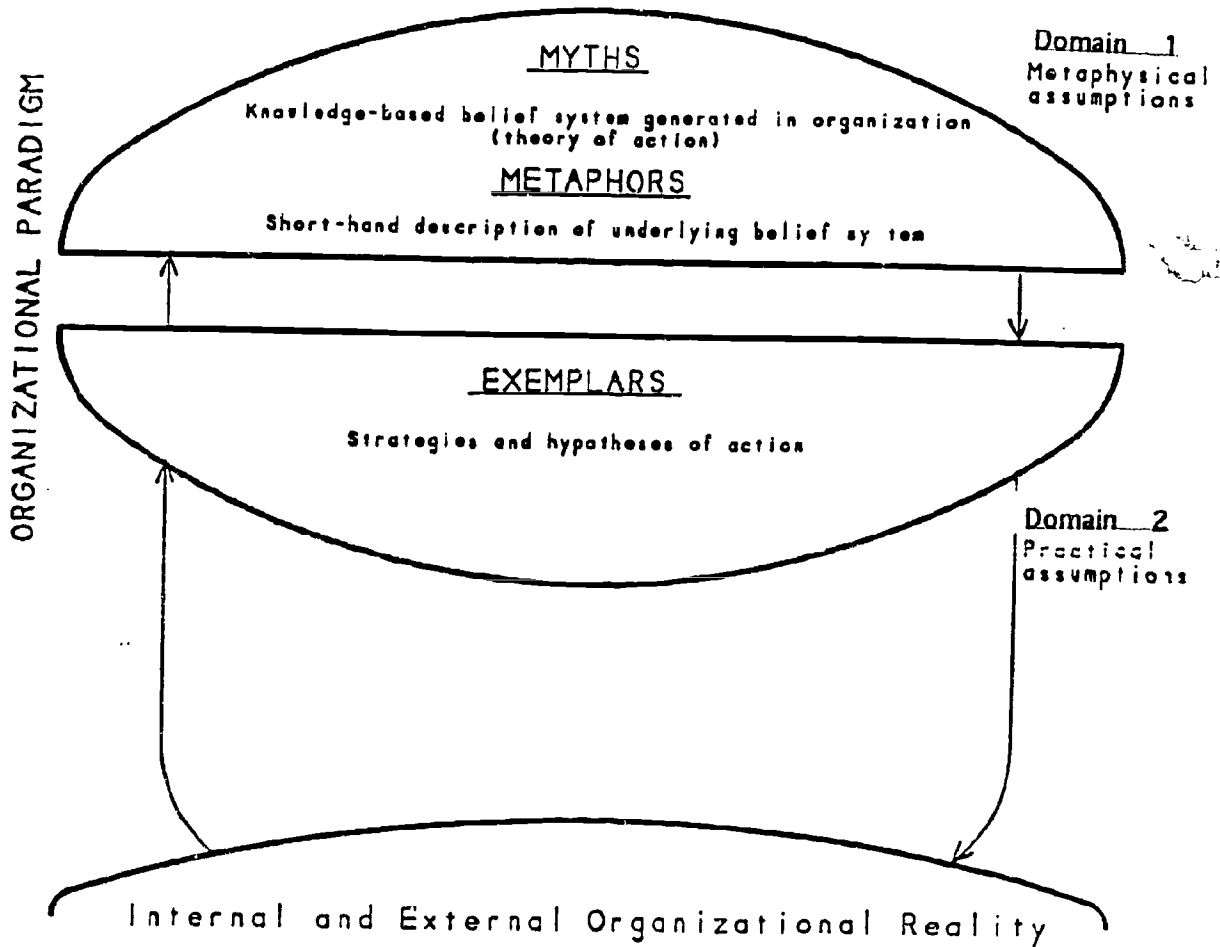 ORGANIZATIONAL PARADIGM
MYTHS
Knowledge-based belief system generated in organization
(theory of action)
METAPHORS
Short-hand description of underlying belief sy tem
Domain 1
Metaphysical
assumptions
EXEMPLARS
Strategies and hypotheses of action
Domain 2
Practical
assumptions
Internal and External Organizational Reality